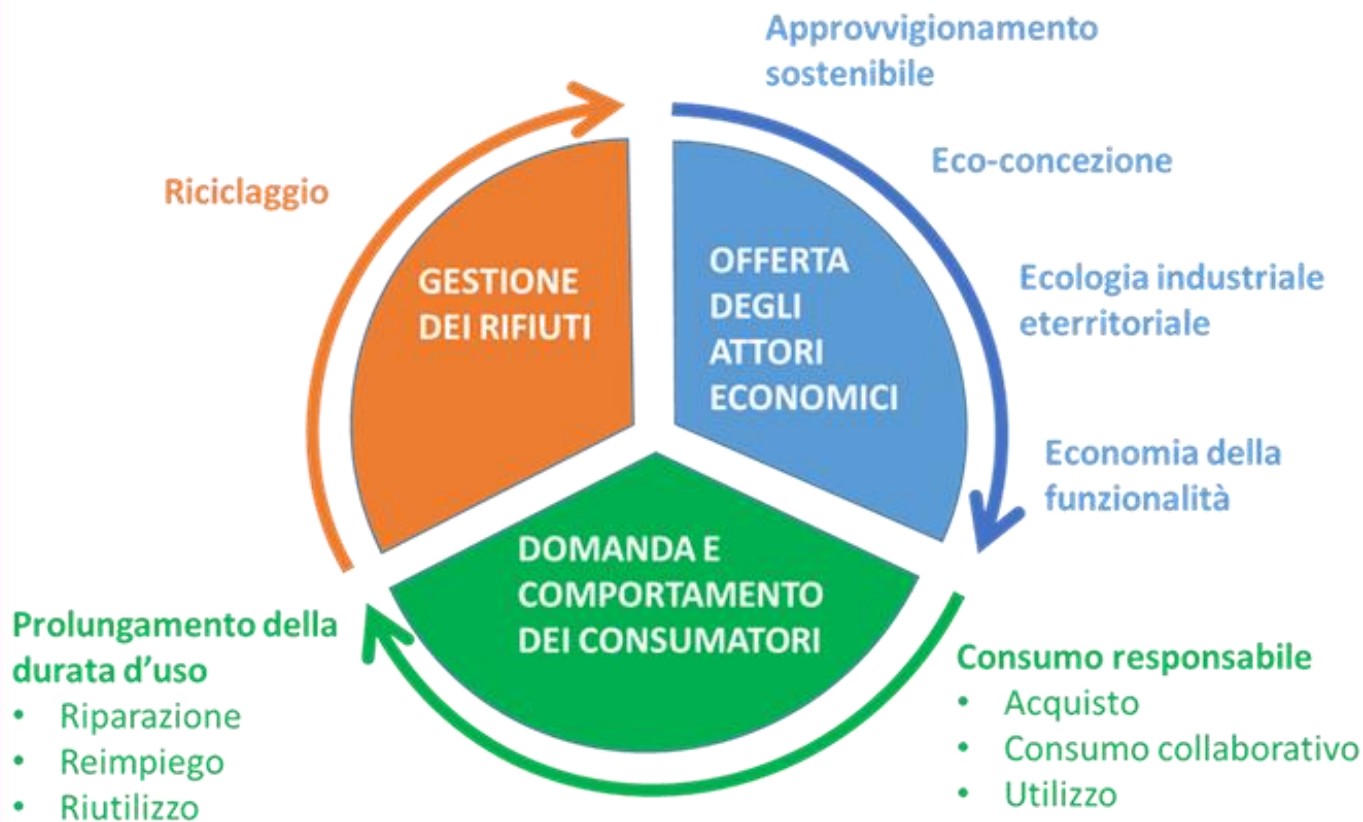 Approvvigionamento
sostenibile
Eco-concezione
Ecologia industriale
eterritoriale
Economia della
funzionalità
Riciclaggio
GESTIONE
DEI RIFIUTI
OFFERTA
DEGLI
ATTORI
ECONOMICI
DOMANDA E
COMPORTAMENTO
DEI CONSUMATORI
Consumo responsabile
• Acquisto
• Consumo collaborativo
• Utilizzo
Prolungamento della
durata d’uso
• Riparazione
• Reimpiego
• Riutilizzo